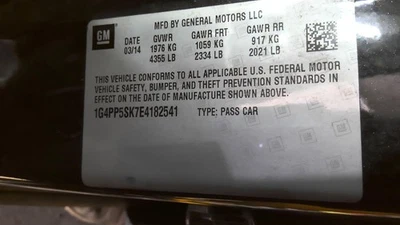 MFD BY GENERAL MOTORS LLC
GM DATE GVWR GAWR FRT GAWR RR
03/14 1976 KG 1059 KG 917 KG
4355 LB 2334 LB 2021 LB
THIS VEHICLE CONFORMS TO ALL APPLICABLE U.S. FEDERAL MOTOR
VEHICLE SAFETY, BUMPER, AND THEFT PREVENTION STANDARDS IN
EFFECT ON THE DATE OF MANUFACTURE SHOWN ABOVE.
1G4PP5SK7E4182541 TYPE: PASS CAR